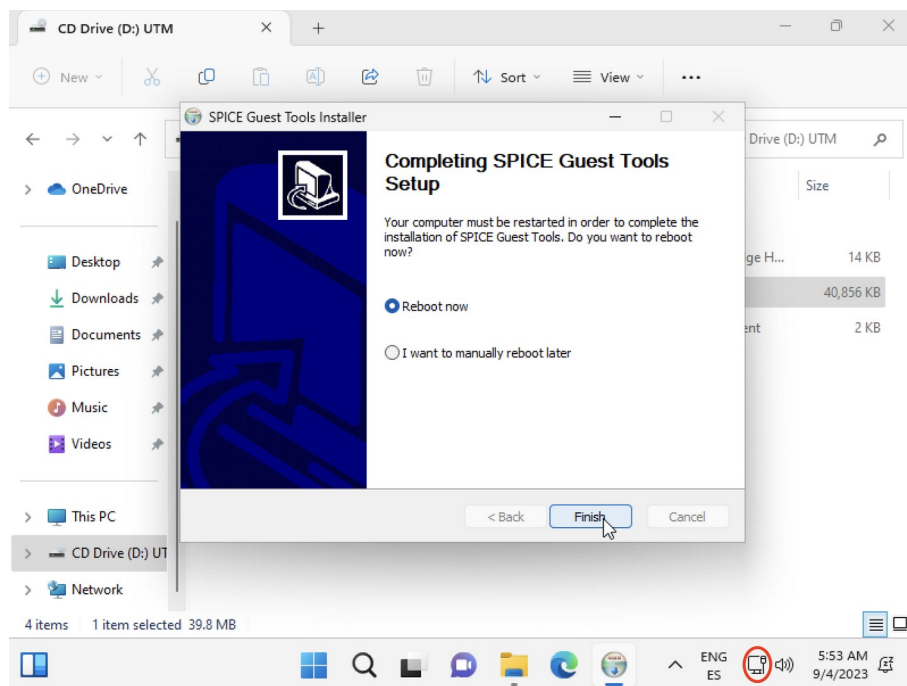 CD Drive (D:) UTM
New
Sort
View
SPICE Guest Tools Installer
Drive (D:) UTM
Completing SPICE Guest Tools
Setup
Your computer must be restarted in order to complete the
installation of SPICE Guest Tools. Do you want to reboot
now?
Reboot now
I want to manually reboot later
< Back
Finish
Cancel
OneDrive
Desktop
Downloads
Documents
Pictures
Music
Videos
This PC
CD Drive (D:) UT
Network
Size
ge H... 14 KB
40,856 KB
ent 2 KB
4 items 1 item selected 39.8 MB
ENG
ES
5:53 AM
9/4/2023